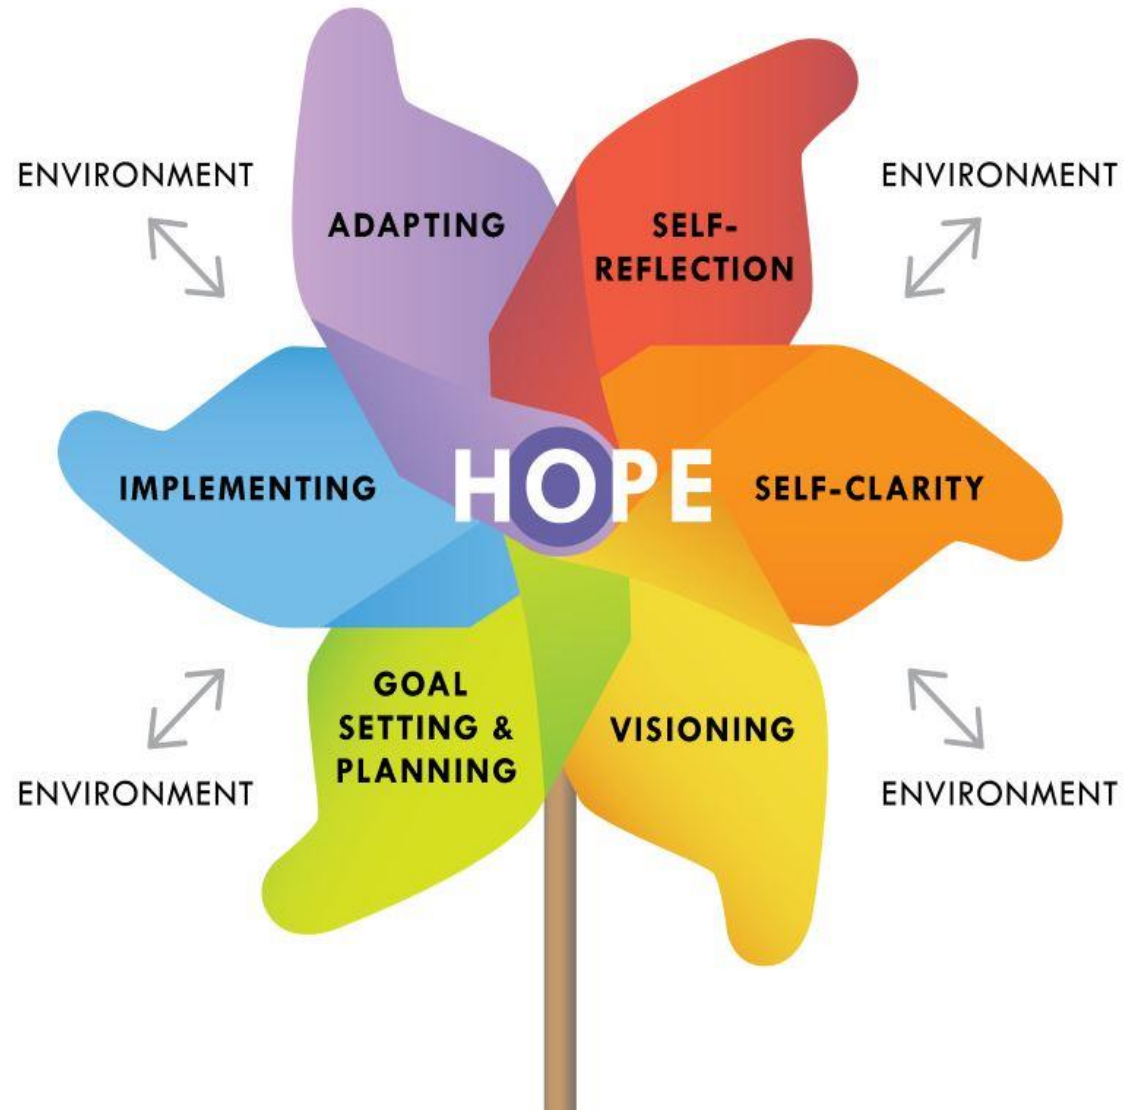 ENVIRONMENT
ENVIRONMENT
ADAPTING
SELF-
REFLECTION
HOPE
IMPLEMENTING
SELF-CLARITY
GOAL
SETTING &
PLANNING
VISIONING
ENVIRONMENT
ENVIRONMENT